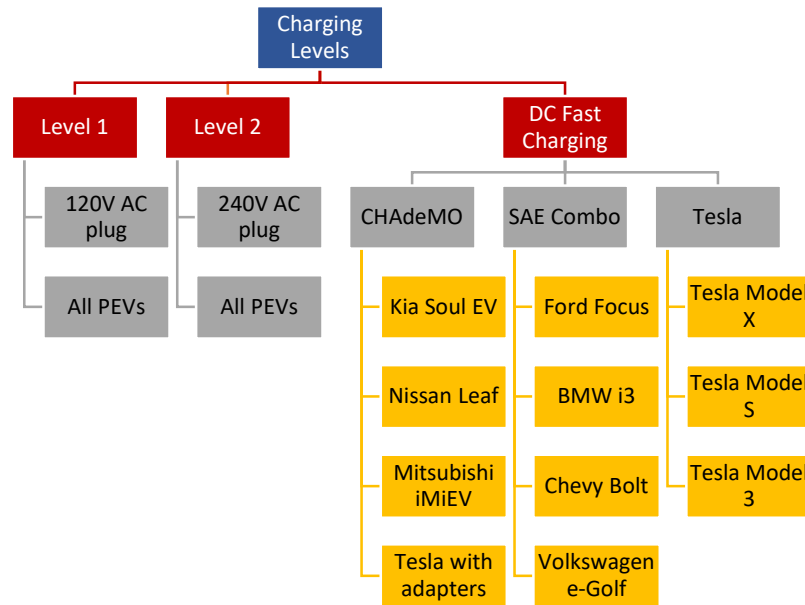 Charging
Levels
Level 1
Level 2
DC Fast
Charging
120V AC
plug
240V AC
plug
CHAdeMO
SAE Combo
Tesla
All PEVs
All PEVs
Kia Soul EV
Ford Focus
Tesla Model
X
Nissan Leaf
BMW i3
Tesla Model
S
Mitsubishi
iMiEV
Chevy Bolt
Tesla Model
3
Tesla with
adapters
Volkswagen
e-Golf